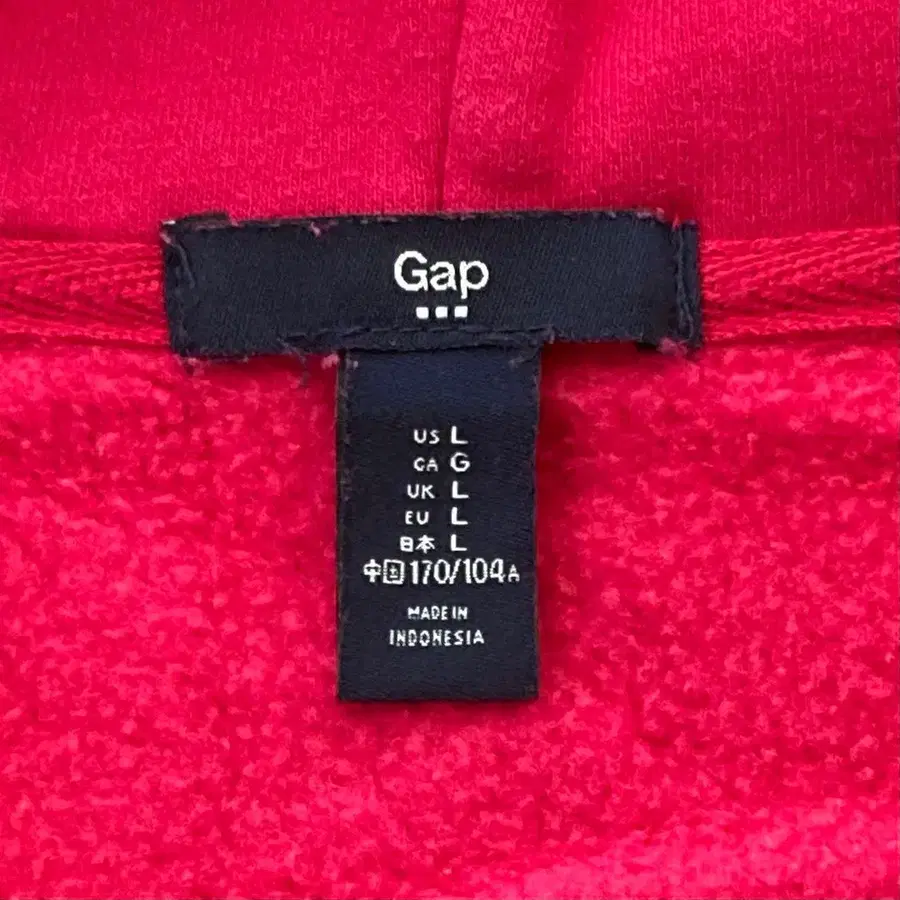 Gap
US L
CA G
UK L
EU L
日本 L
中国 170/104A
MADE IN
INDONESIA